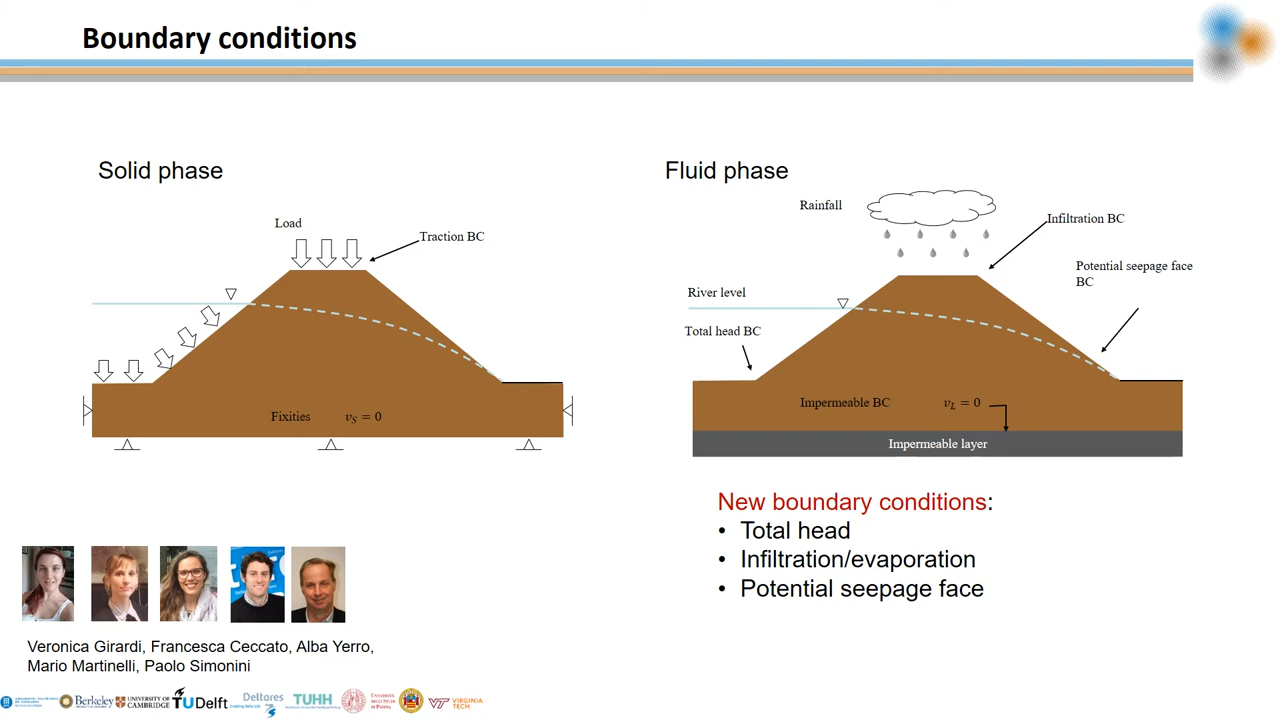 Boundary conditions
Solid phase
Load
Traction BC
Fixities
v_S = 0
Fluid phase
Rainfall
Infiltration BC
Potential seepage face
BC
River level
Total head BC
Impermeable BC
v_L = 0
Impermeable layer
New boundary conditions:
• Total head
• Infiltration/evaporation
• Potential seepage face
Veronica Girardi, Francesca Ceccato, Alba Yerro,
Mario Martinelli, Paolo Simonini
Berkeley
UNIVERSITY OF
CAMBRIDGE
TUDelft
Deltares
TUHH
VIRGINIA
TECH